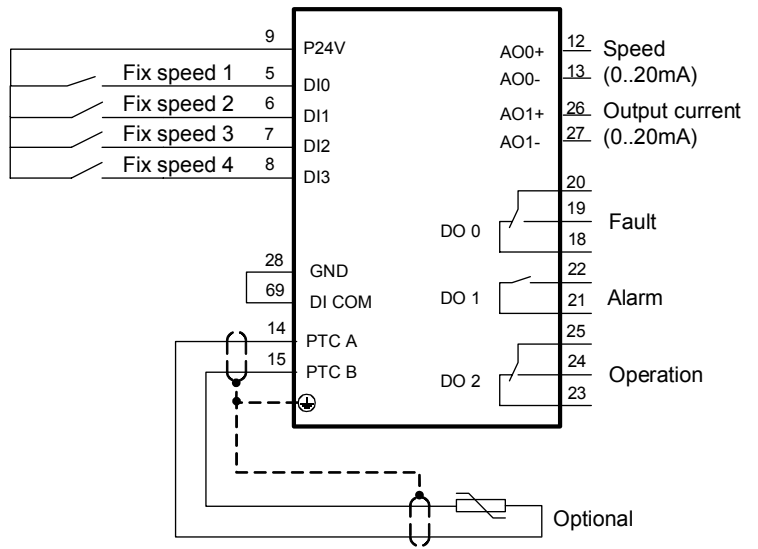 9 P24V AO0+ 12 Speed
Fix speed 1 5 DI0 AO0- 13 (0..20mA)
Fix speed 2 6 DI1 AO1+ 26 Output current
Fix speed 3 7 DI2 AO1- 27 (0..20mA)
Fix speed 4 8 DI3
20
DO 0 19 Fault
18
28 GND 22
69 DI COM DO 1 21 Alarm
14 PTC A 25
15 PTC B DO 2 24 Operation
23
Optional